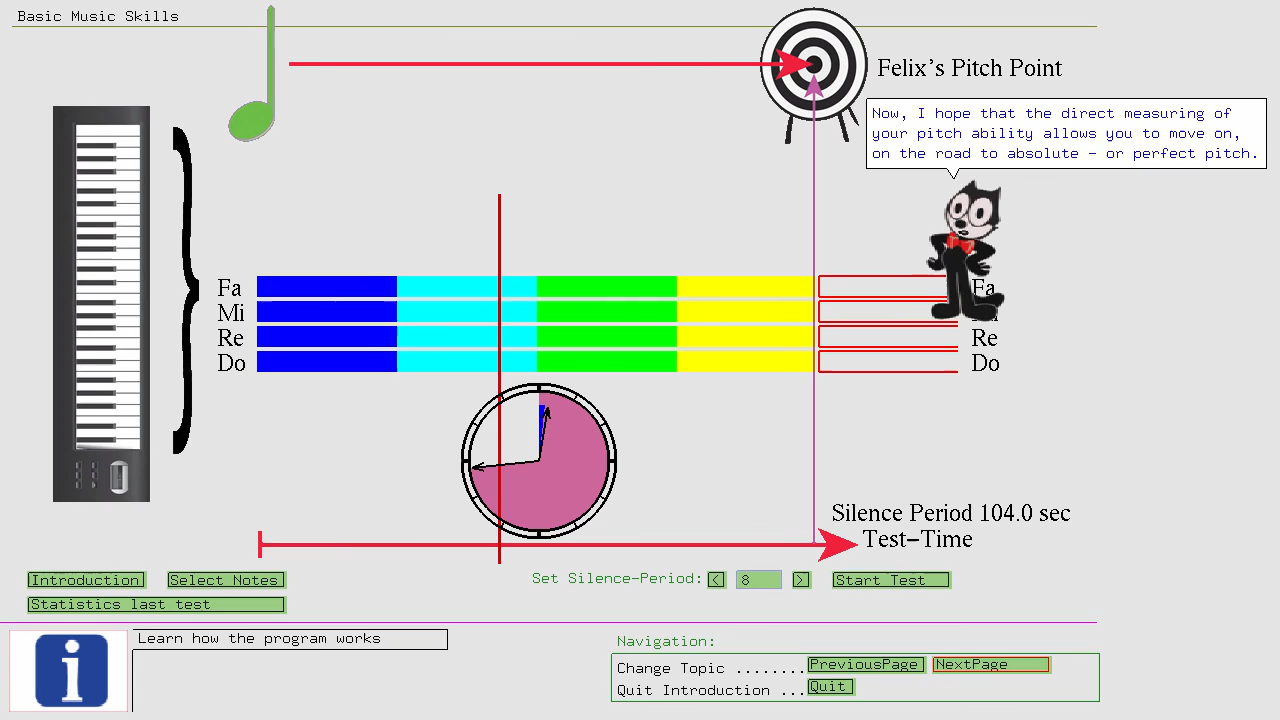 Basic Music Skills
Felix's Pitch Point
Now, I hope that the direct measuring of
your pitch ability allows you to move on,
on the road to absolute - or perfect pitch.
Fa
Mi
Re
Do
Fa
Re
Do
Silence Period 104.0 sec
Test-Time
Set Silence-Period: < 8 > Start Test
Introduction Select Notes
Statistics last test
Learn how the program works
Navigation:
Change Topic ........ PreviousPage NextPage
Quit Introduction ... Quit